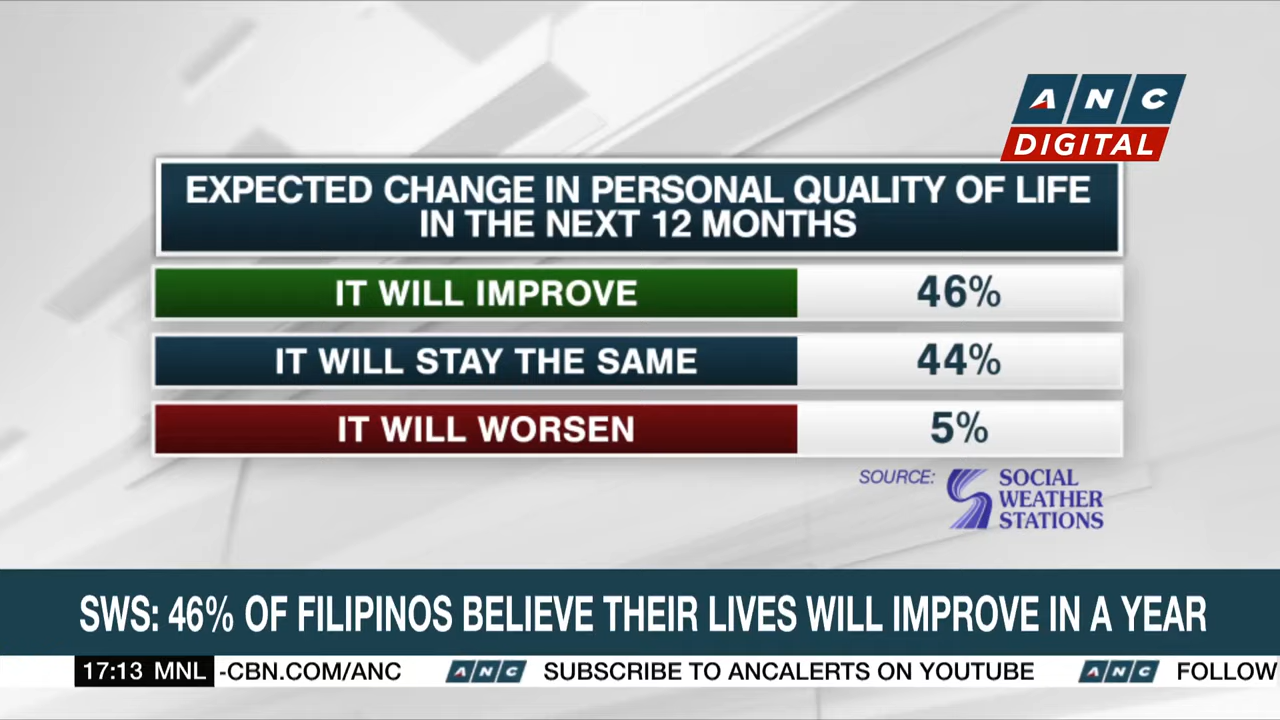 ANC
DIGITAL
EXPECTED CHANGE IN PERSONAL QUALITY OF LIFE
IN THE NEXT 12 MONTHS
IT WILL IMPROVE 46%
IT WILL STAY THE SAME 44%
IT WILL WORSEN 5%
SOURCE: SOCIAL
WEATHER
STATIONS
SWS: 46% OF FILIPINOS BELIEVE THEIR LIVES WILL IMPROVE IN A YEAR
17:13 MNL -CBN.COM/ANC ANC SUBSCRIBE TO ANCALERTS ON YOUTUBE ANC FOLLOW